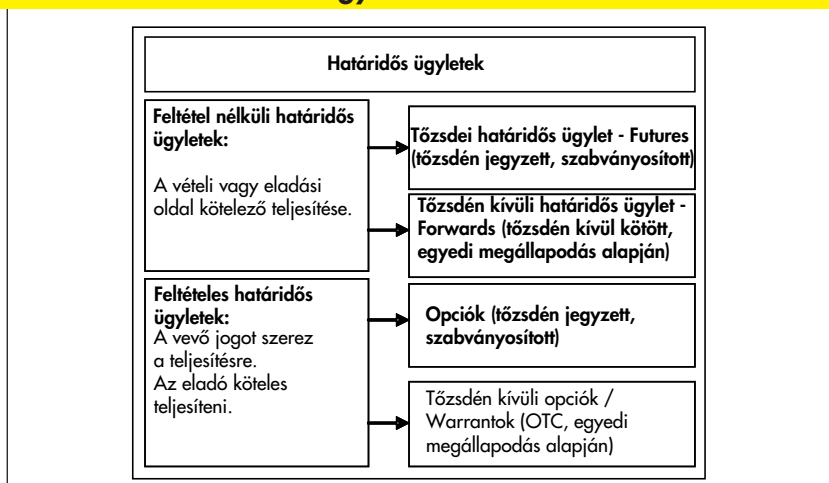 Határidős ügyletek
Feltétel nélküli határidős
ügyletek:
A vételi vagy eladási
oldal kötelező teljesítése.
Tőzsdei határidős ügylet - Futures
(tőzsdén jegyzett, szabványosított)
Tőzsdén kívüli határidős ügylet -
Forwards (tőzsdén kívül kötött,
egyedi megállapodás alapján)
Feltételes határidős
ügyletek:
A vevő jogot szerez
a teljesítésre.
Az eladó köteles
teljesíteni.
Opciók (tőzsdén jegyzett,
szabványosított)
Tőzsdén kívüli opciók /
Warrantok (OTC, egyedi
megállapodás alapján)